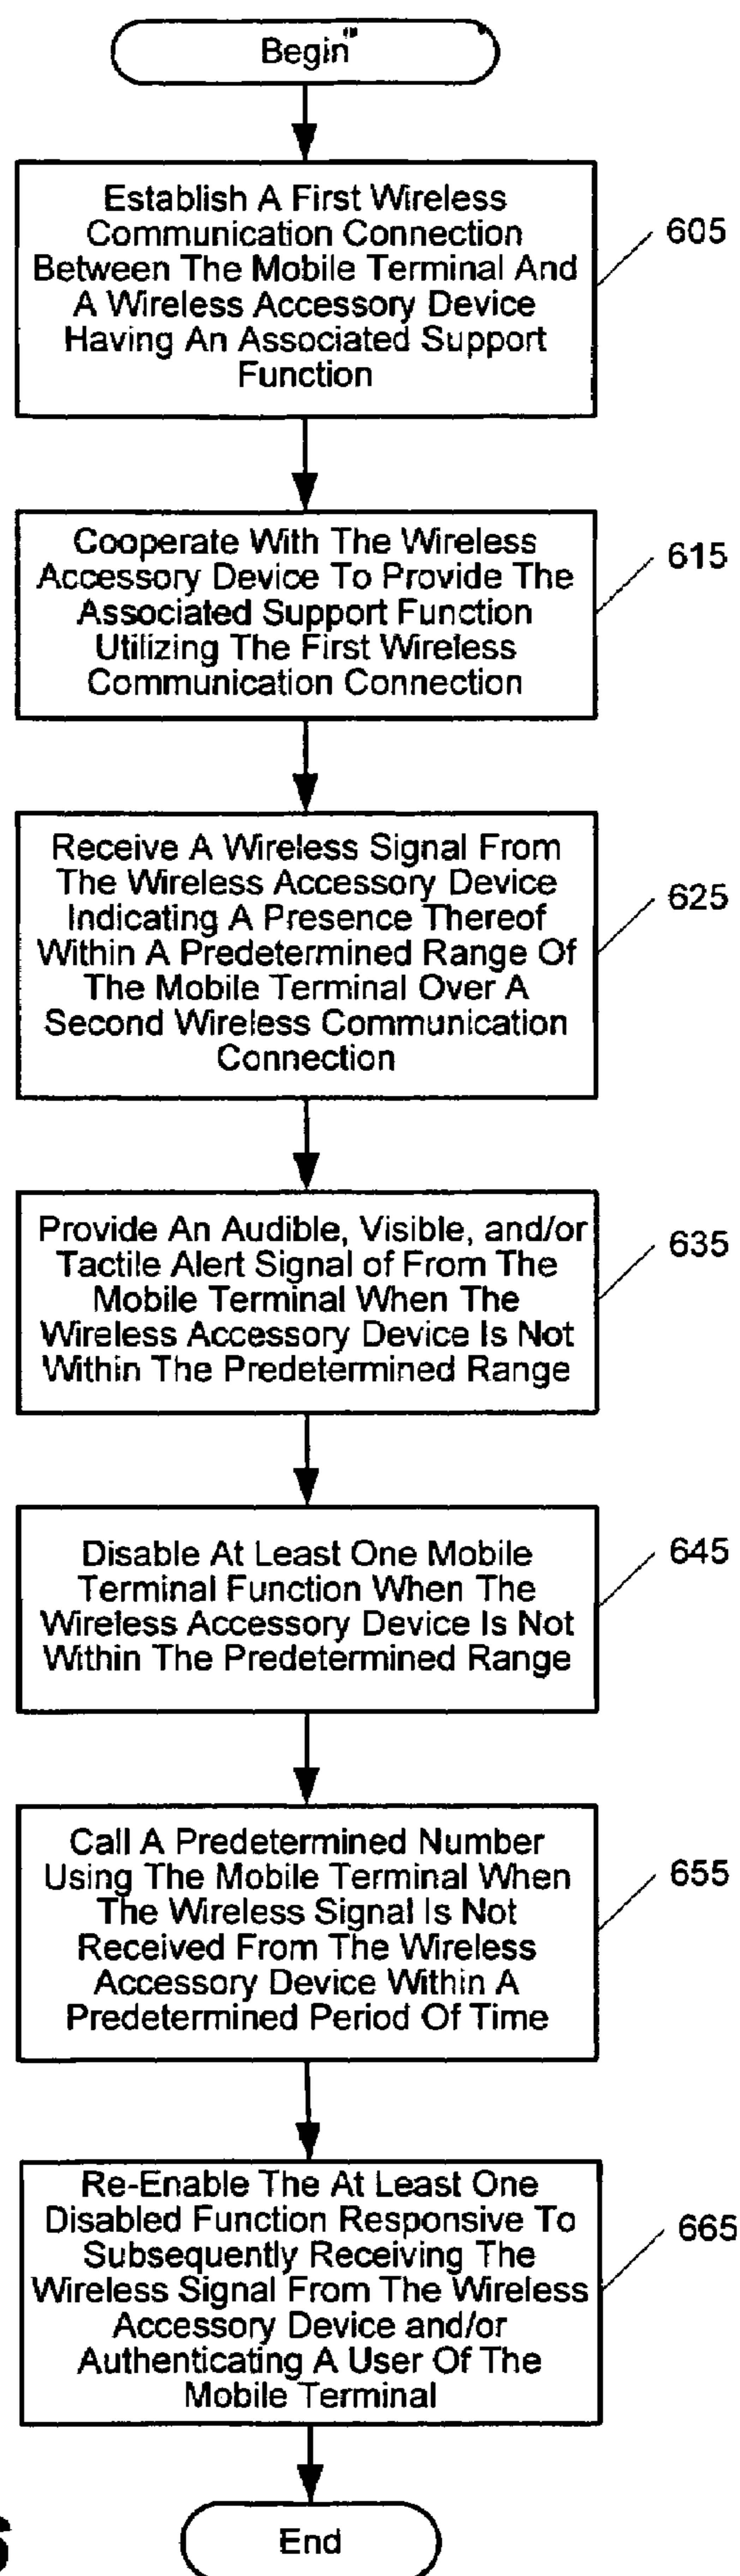 Begin"
Establish A First Wireless
Communication Connection
Between The Mobile Terminal And
A Wireless Accessory Device
Having An Associated Support
Function
605
Cooperate With The Wireless
Accessory Device To Provide The
Associated Support Function
Utilizing The First Wireless
Communication Connection
615
Receive A Wireless Signal From
The Wireless Accessory Device
Indicating A Presence Thereof
Within A Predetermined Range Of
The Mobile Terminal Over A
Second Wireless Communication
Connection
625
Provide An Audible, Visible, and/or
Tactile Alert Signal of From The
Mobile Terminal When The
Wireless Accessory Device Is Not
Within The Predetermined Range
635
Disable At Least One Mobile
Terminal Function When The
Wireless Accessory Device Is Not
Within The Predetermined Range
645
Call A Predetermined Number
Using The Mobile Terminal When
The Wireless Signal Is Not
Received From The Wireless
Accessory Device Within A
Predetermined Period Of Time
655
Re-Enable The At Least One
Disabled Function Responsive To
Subsequently Receiving The
Wireless Signal From The Wireless
Accessory Device and/or
Authenticating A User Of The
Mobile Terminal
665
End